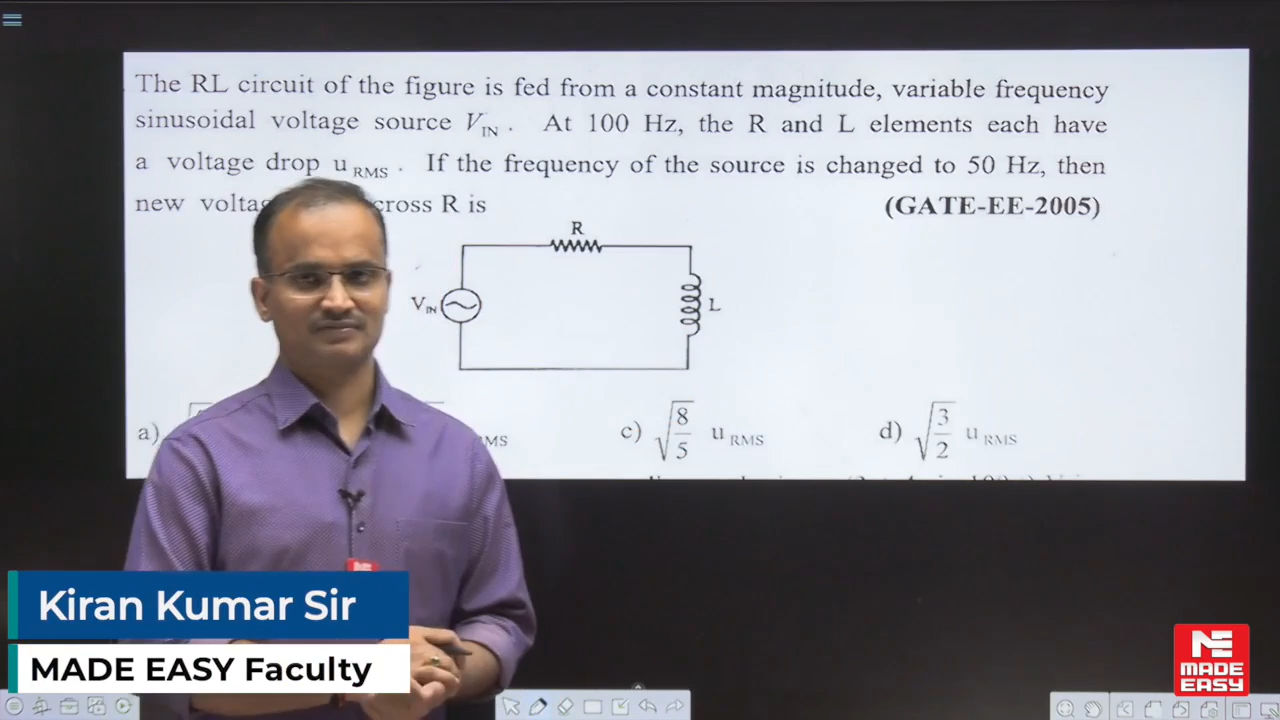 The RL circuit of the figure is fed from a constant magnitude, variable frequency
sinusoidal voltage source V_IN . At 100 Hz, the R and L elements each have
a voltage drop u_RMS . If the frequency of the source is changed to 50 Hz, then
new cross R is
(GATE-EE-2005)
R
V_IN
L
a) RMS c) √(8/5) u_RMS d) √(3/2) u_RMS
Kiran Kumar Sir
MADE EASY Faculty
ME
MADE
EASY